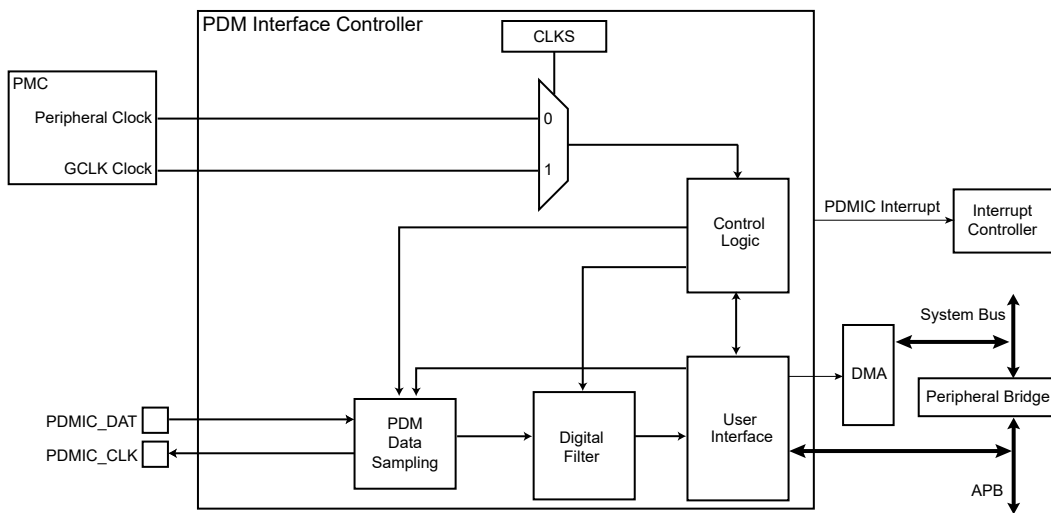 PDM Interface Controller
CLKS
PMC
Peripheral Clock
GCLK Clock
0
1
Control
Logic
PDMIC Interrupt
Interrupt
Controller
System Bus
DMA
Peripheral Bridge
APB
PDMIC_DAT
PDMIC_CLK
PDM
Data
Sampling
Digital
Filter
User
Interface